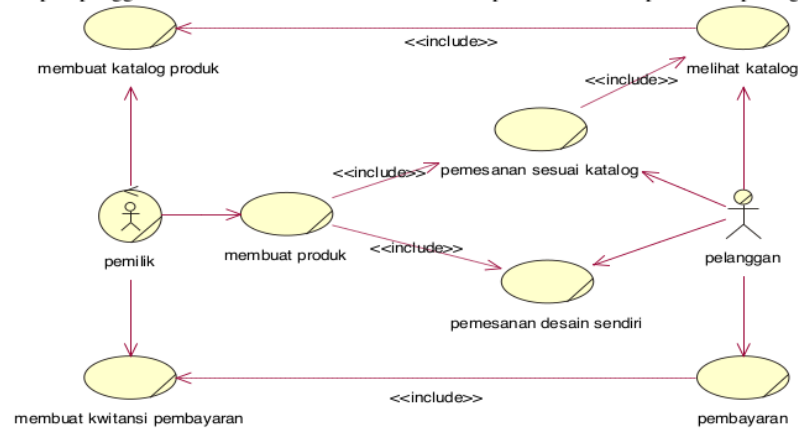 <<include>>
membuat katalog produk
melihat katalog
<<include>>
<<include>>
pemesanan sesuai katalog
<<include>>
membuat produk
pemilik
pelanggan
pemesanan desain sendiri
<<include>>
membuat kwitansi pembayaran
pembayaran